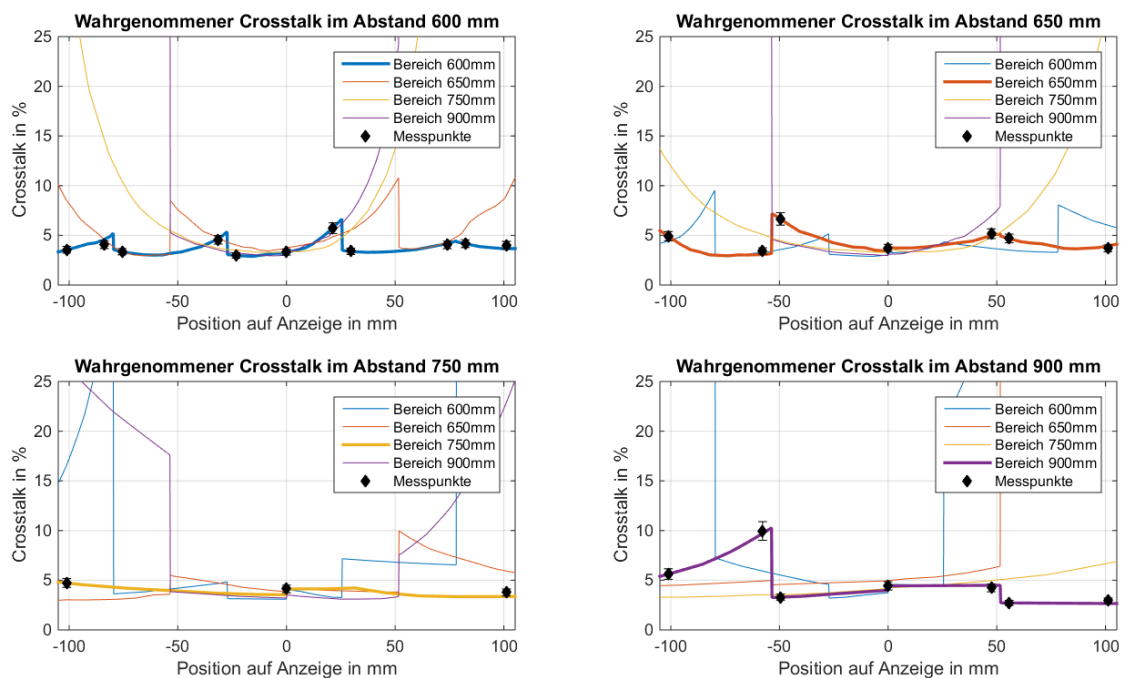 Wahrgenommener Crosstalk im Abstand 600 mm
25
20
15
10
5
0
Crosstalk in %
-100 -50 0 50 100
Position auf Anzeige in mm
Bereich 600mm
Bereich 650mm
Bereich 750mm
Bereich 900mm
Messpunkte
Wahrgenommener Crosstalk im Abstand 650 mm
25
20
15
10
5
0
Crosstalk in %
-100 -50 0 50 100
Position auf Anzeige in mm
Bereich 600mm
Bereich 650mm
Bereich 750mm
Bereich 900mm
Messpunkte
Wahrgenommener Crosstalk im Abstand 750 mm
25
20
15
10
5
0
Crosstalk in %
-100 -50 0 50 100
Position auf Anzeige in mm
Bereich 600mm
Bereich 650mm
Bereich 750mm
Bereich 900mm
Messpunkte
Wahrgenommener Crosstalk im Abstand 900 mm
25
20
15
10
5
0
Crosstalk in %
-100 -50 0 50 100
Position auf Anzeige in mm
Bereich 600mm
Bereich 650mm
Bereich 750mm
Bereich 900mm
Messpunkte